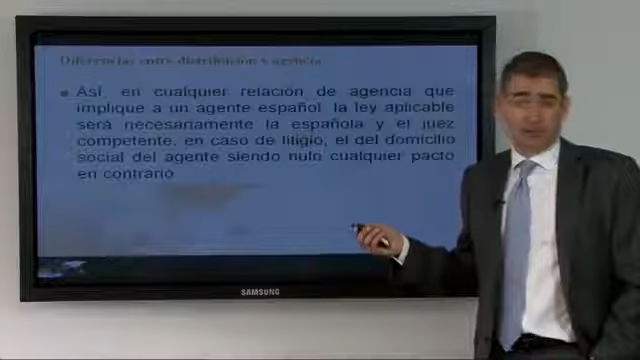 Diferencias entre distribución y agencia
Así, en cualquier relación de agencia que
implique a un agente español la ley aplicable
será necesariamente la española y el juez
competente, en caso de litigio, el del domicilio
social del agente siendo nulo cualquier pacto
en contrario
SAMSUNG